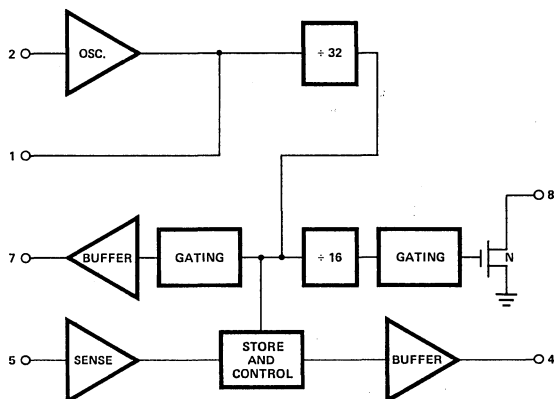 2 OSC. ÷ 32
1
8
7 BUFFER GATING ÷ 16 GATING N
5 SENSE STORE AND CONTROL BUFFER 4